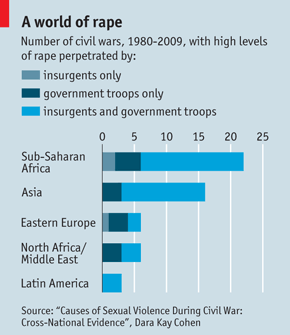 A world of rape
Number of civil wars, 1980-2009, with high levels
of rape perpetrated by:
insurgents only
government troops only
insurgents and government troops
0 5 10 15 20 25
Sub-Saharan
Africa
Asia
Eastern Europe
North Africa/
Middle East
Latin America
Source: "Causes of Sexual Violence During Civil War:
Cross-National Evidence", Dara Kay Cohen